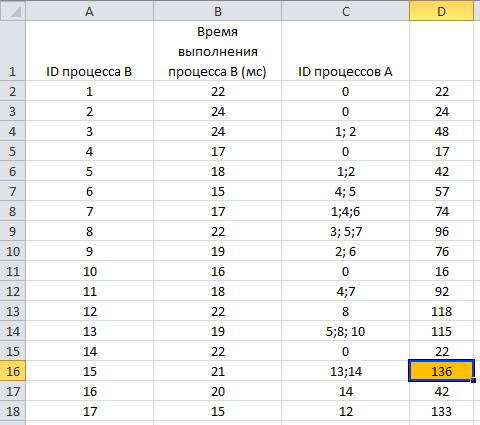 A B C D
1 ID процесса B Время выполнения процесса B (мс) ID процессов A
2 1 22 0 22
3 2 24 0 24
4 3 24 1; 2 48
5 4 17 0 17
6 5 18 1;2 42
7 6 15 4; 5 57
8 7 17 1;4;6 74
9 8 22 3; 5;7 96
10 9 19 2; 6 76
11 10 16 0 16
12 11 18 4;7 92
13 12 22 8 118
14 13 19 5;8; 10 115
15 14 22 0 22
16 15 21 13;14 136
17 16 20 14 42
18 17 15 12 133